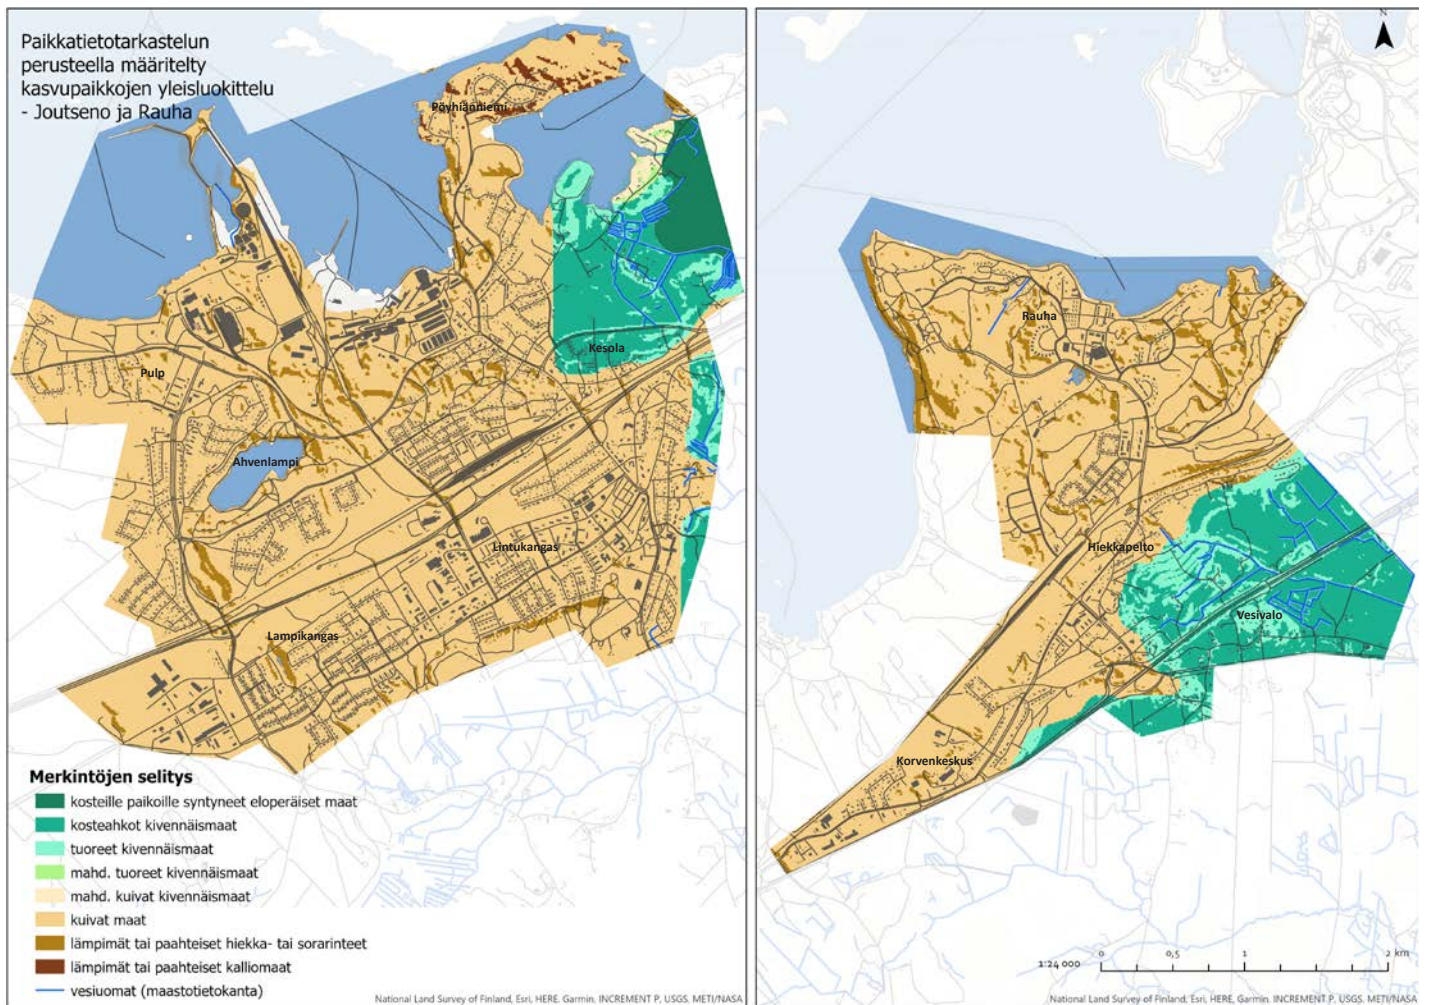 Paikkatietotarkastelun
perusteella määritelty
kasvupaikkojen yleisluokittelu
- Joutseno ja Rauha
Pöyhiänniemi
Kesola
Pulp
Ahvenlampi
Lintukangas
Lampikangas
Merkintöjen selitys
kosteille paikoille syntyneet eloperäiset maat
kosteahkot kivennäismaat
tuoreet kivennäismaat
mahd. tuoreet kivennäismaat
mahd. kuivat kivennäismaat
kuivat maat
lämpimät tai paahteiset hiekka- tai sorarinteet
lämpimät tai paahteiset kalliomaat
vesiuomat (maastotietokanta)
National Land Survey of Finland, Esri, HERE, Garmin, INCREMENT P, USGS, METI/NASA
Rauha
Hiekkapelto
Vesivalo
Korvenkeskus
1:24 000
0 0,5 1 2 km
National Land Survey of Finland, Esri, HERE, Garmin, INCREMENT P, USGS, METI/NASA